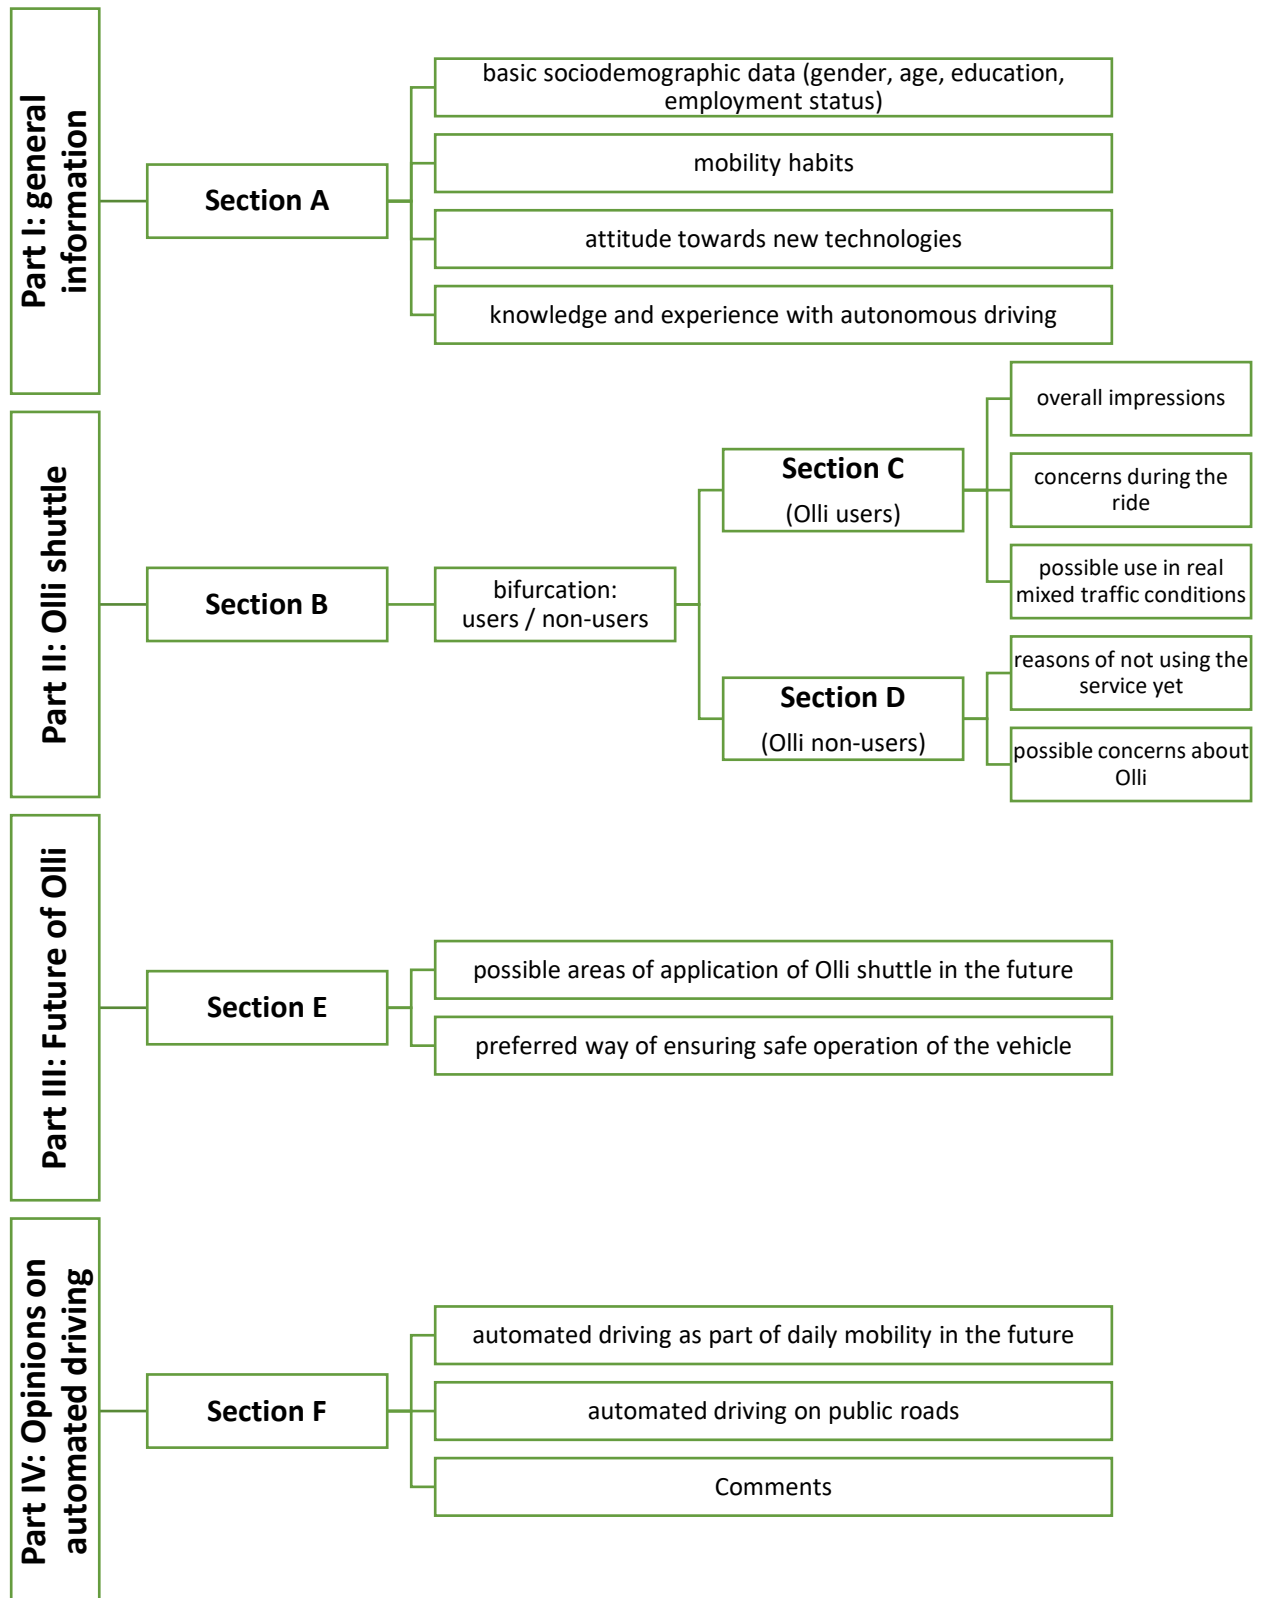 Part I: general
information
Section A
basic sociodemographic data (gender, age, education,
employment status)
mobility habits
attitude towards new technologies
knowledge and experience with autonomous driving
Part II: Olli shuttle
Section B
bifurcation:
users / non-users
Section C
(Olli users)
overall impressions
concerns during the
ride
possible use in real
mixed traffic conditions
Section D
(Olli non-users)
reasons of not using the
service yet
possible concerns about
Olli
Part III: Future of Olli
Section E
possible areas of application of Olli shuttle in the future
preferred way of ensuring safe operation of the vehicle
Part IV: Opinions on
automated driving
Section F
automated driving as part of daily mobility in the future
automated driving on public roads
Comments